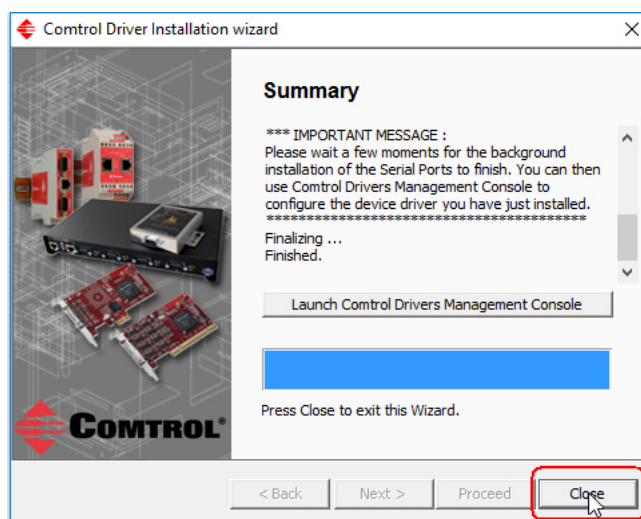 Comtrol Driver Installation wizard
Summary
*** IMPORTANT MESSAGE :
Please wait a few moments for the background
installation of the Serial Ports to finish. You can then
use Comtrol Drivers Management Console to
configure the device driver you have just installed.
****************************************
Finalizing ...
Finished.
Launch Comtrol Drivers Management Console
Press Close to exit this Wizard.
COMTROL®
< Back
Next >
Proceed
Close